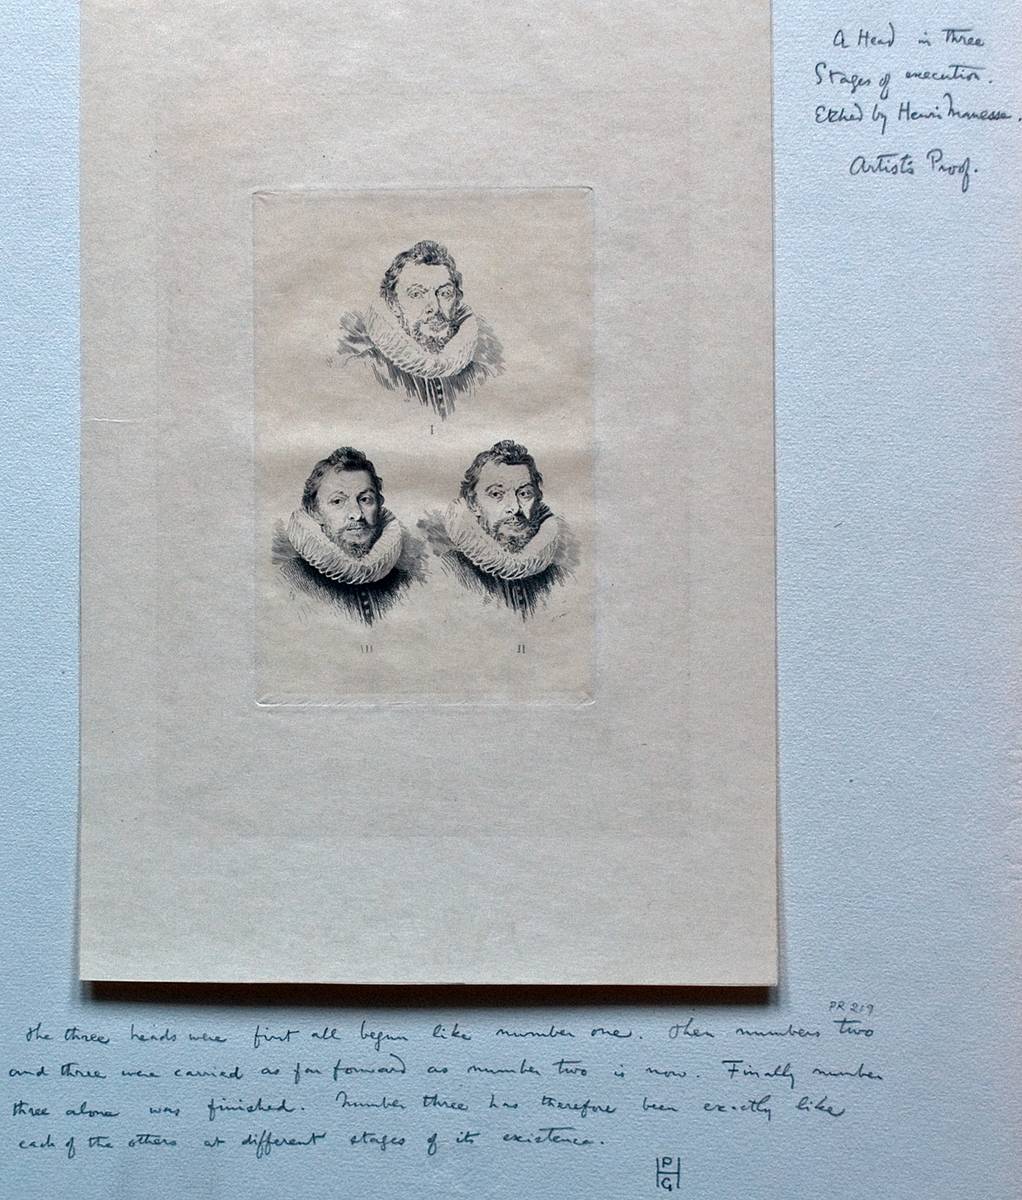 A Head in Three
Stages of execution.
Etched by Henri Manesse.
Artist's Proof.
I
III
II
PR 219
The three heads were first all begun like number one. Then numbers two
and three were carried as far forward as number two is now. Finally number
three alone was finished. Number three has therefore been exactly like
each of the others at different stages of its existence.
PHG